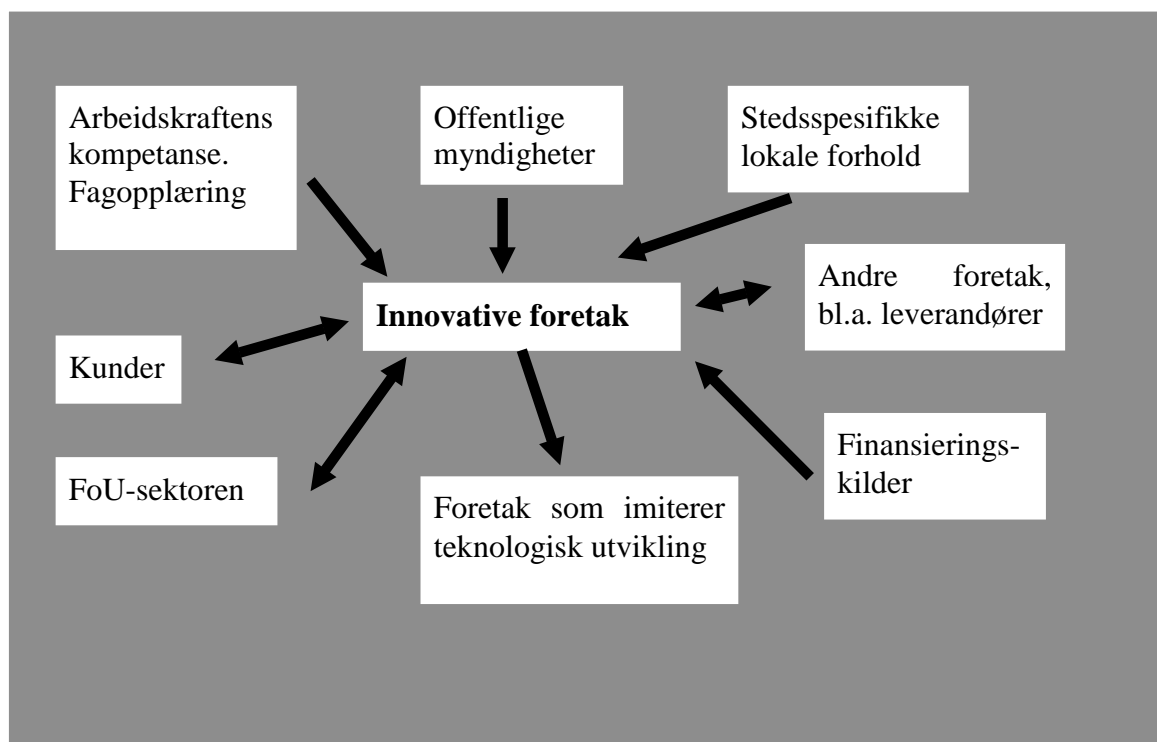 Arbeidskraftens
kompetanse.
Fagopplæring
Offentlige
myndigheter
Stedsspesifikke
lokale forhold
Andre foretak,
bl.a. leverandører
Innovative foretak
Kunder
FoU-sektoren
Foretak som imiterer
teknologisk utvikling
Finansierings-
kilder